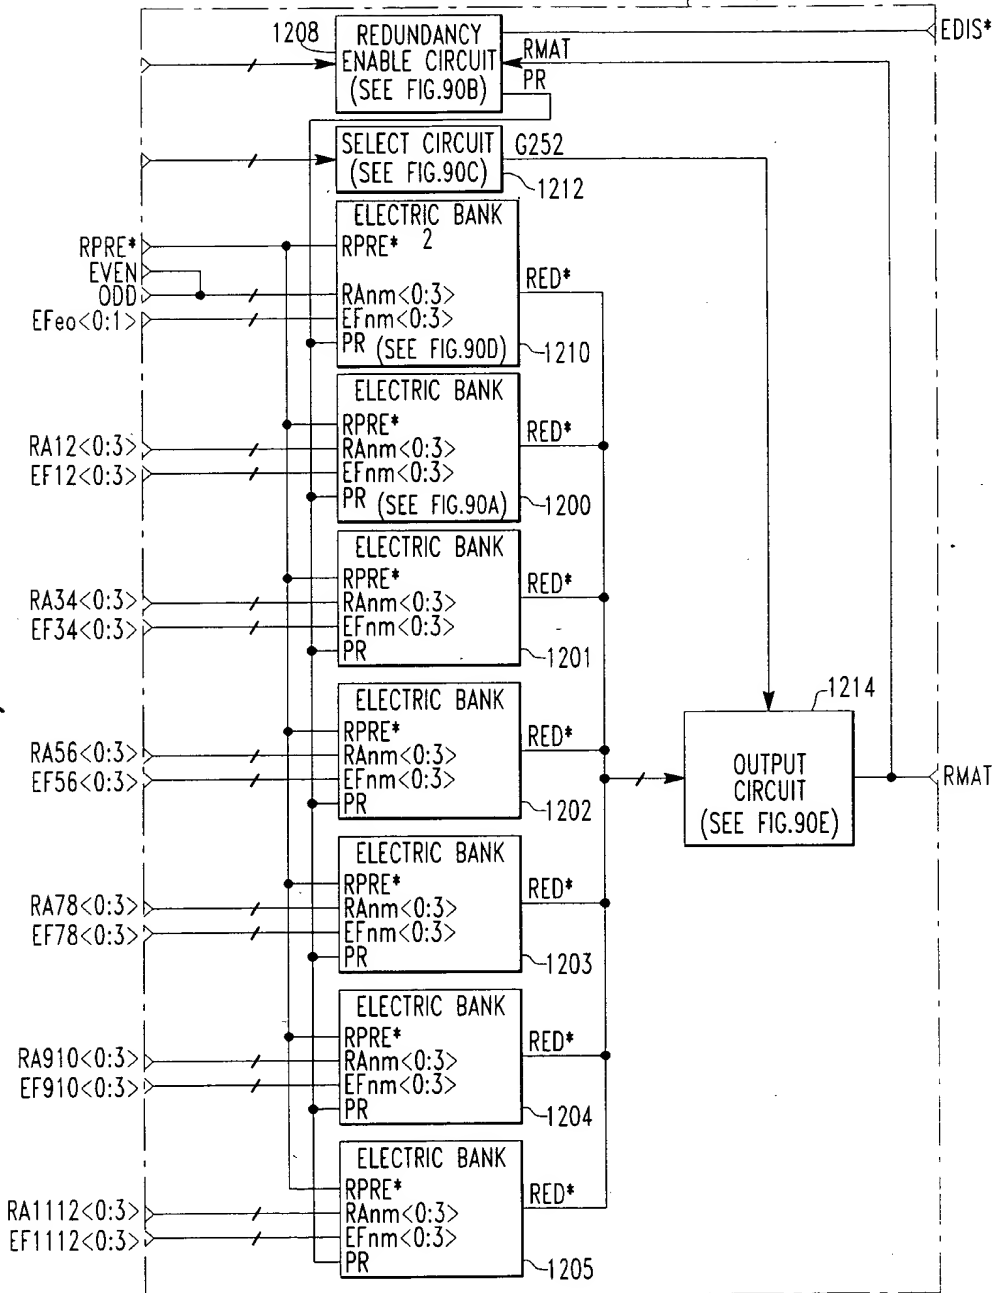 1208
REDUNDANCY
ENABLE CIRCUIT
(SEE FIG.90B)
EDIS*
RMAT
PR
SELECT CIRCUIT
(SEE FIG.90C)
G252
1212
ELECTRIC BANK
2
RPRE*
RPRE*
EVEN
ODD
RAnm<0:3>
RED*
EFeo<0:1>
EFnm<0:3>
PR (SEE FIG.90D)
1210
ELECTRIC BANK
RPRE*
RED*
RA12<0:3>
RAnm<0:3>
EF12<0:3>
EFnm<0:3>
PR (SEE FIG.90A)
1200
ELECTRIC BANK
RPRE*
RED*
RA34<0:3>
RAnm<0:3>
EF34<0:3>
EFnm<0:3>
PR
1201
ELECTRIC BANK
RPRE*
RED*
RA56<0:3>
RAnm<0:3>
EF56<0:3>
EFnm<0:3>
PR
1202
1214
OUTPUT
CIRCUIT
(SEE FIG.90E)
RMAT
ELECTRIC BANK
RPRE*
RED*
RA78<0:3>
RAnm<0:3>
EF78<0:3>
EFnm<0:3>
PR
1203
ELECTRIC BANK
RPRE*
RED*
RA910<0:3>
RAnm<0:3>
EF910<0:3>
EFnm<0:3>
PR
1204
ELECTRIC BANK
RPRE*
RED*
RA1112<0:3>
RAnm<0:3>
EF1112<0:3>
EFnm<0:3>
PR
1205